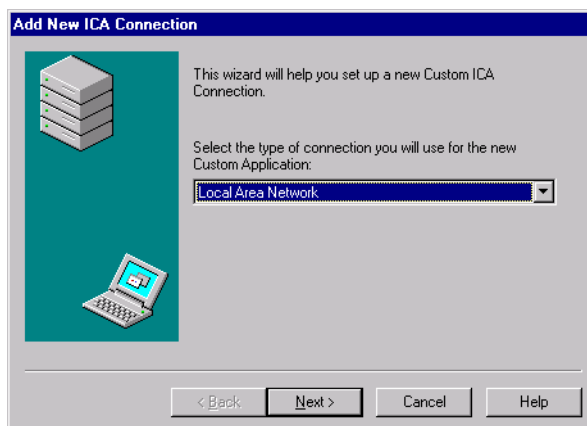 Add New ICA Connection
This wizard will help you set up a new Custom ICA
Connection.
Select the type of connection you will use for the new
Custom Application:
Local Area Network
< Back
Next >
Cancel
Help